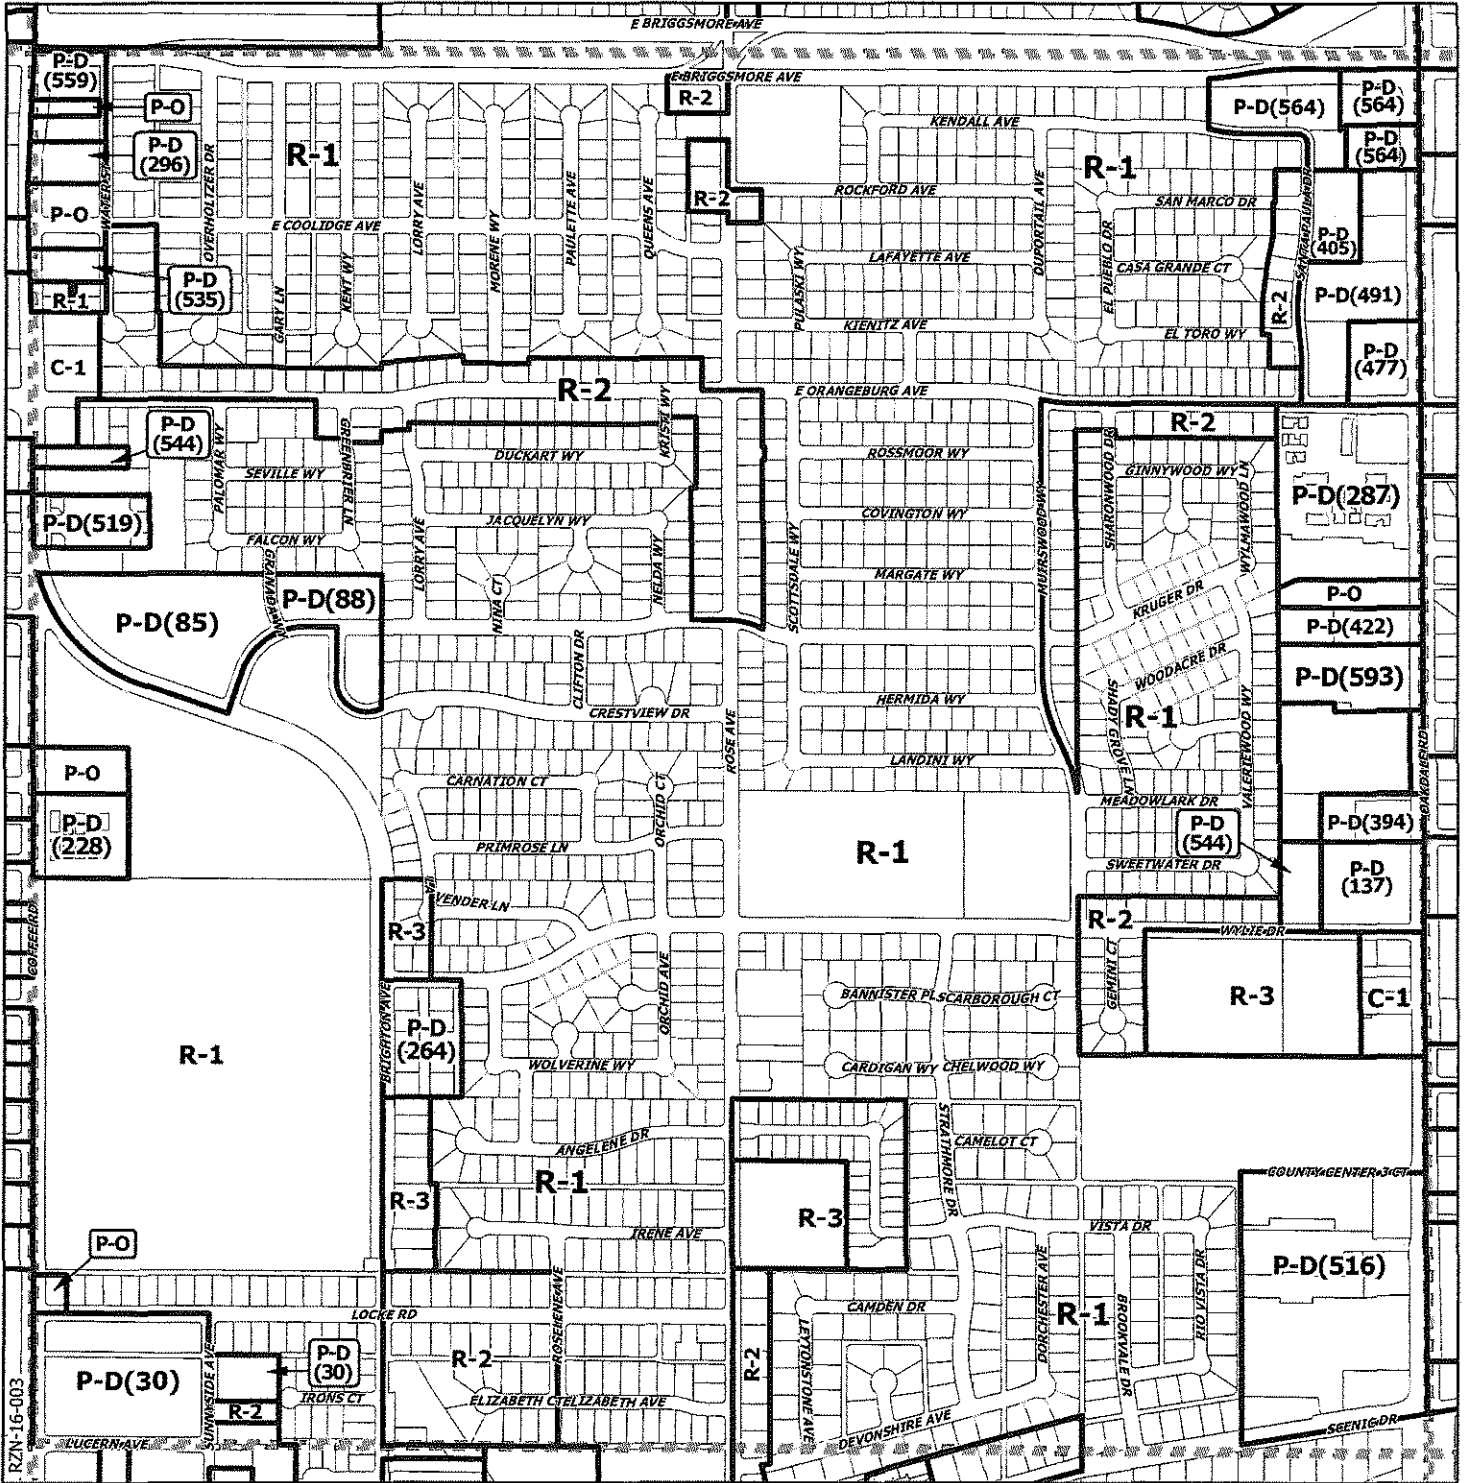 E BRIGGSMORE AVE
P-D
(559)
E BRIGGSMORE AVE
R-2
P-O
P-D(564)
P-D
(564)
KENDALL AVE
P-D
(564)
P-D
(296)
R-1
R-1
OVERHOLTZER DR
LORRY AVE
MORENE WY
PAULETTE AVE
QUEENS AVE
R-2
ROCKFORD AVE
DUPORTAIL AVE
SAN MARCO DR
P-O
E COOLIDGE AVE
EL PUEBLO DR
P-D
(405)
P-D
(535)
KENT WY
GARY LN
PULASKI WY
LAFAYETTE AVE
CASA GRANDE CT
R-1
R-2
P-D(491)
KIENITZ AVE
EL TORO WY
C-1
P-D
(477)
R-2
E ORANGEBURG AVE
P-D
(544)
PALOMAR WY
GREENBRIER LN
KRISTI WY
R-2
SEVILLE WY
DUCKART WY
ROSSMOOR WY
SHARONWOOD DR
GINNYWOOD WY
WYLMAWOOD LN
P-D(287)
P-D(519)
JACQUELYN WY
COVINGTON WY
FALCON WY
LORRY AVE
NELDA WY
SCOTTSDALE WY
MUIRSWOOD WY
MARGATE WY
NINA CT
KRUGER DR
P-O
P-D(88)
P-D(85)
P-D(422)
CLIFTON DR
WOODACRE DR
P-D(593)
HERMIDA WY
CRESTVIEW DR
ROSE AVE
SHADY GROVE LN
R-1
VALERIEWOOD WY
LANDINI WY
OAKDALE RD
P-O
CARNATION CT
ORCHID CT
MEADOWLARK DR
P-D
(228)
P-D
(544)
P-D(394)
PRIMROSE LN
R-1
SWEETWATER DR
P-D
(137)
LAVENDER LN
R-3
R-2
WYLIE DR
COFFEE RD
BRIGHTON AVE
P-D
(264)
ORCHID AVE
BANNISTER PL
SCARBOROUGH CT
GEMINI CT
R-3
C-1
R-1
WOLVERINE WY
CARDIGAN WY
CHELWOOD WY
ANGELENE DR
STRATHMORE DR
CAMELOT CT
R-1
COUNTY CENTER 3 CT
R-3
R-3
IRENE AVE
VISTA DR
P-O
P-D(516)
LOCKE RD
ROSELENE AVE
CAMDEN DR
DORCHESTER AVE
R-1
RIO VISTA DR
P-D
(30)
R-2
R-2
LEYTONSTONE AVE
BROOKVALE DR
P-D(30)
SUNNYSIDE AVE
IRONS CT
ELIZABETH CT
ELIZABETH AVE
R-2
DEVONSHIRE AVE
SCENIC DR
LUCERN AVE
RZN-16-003